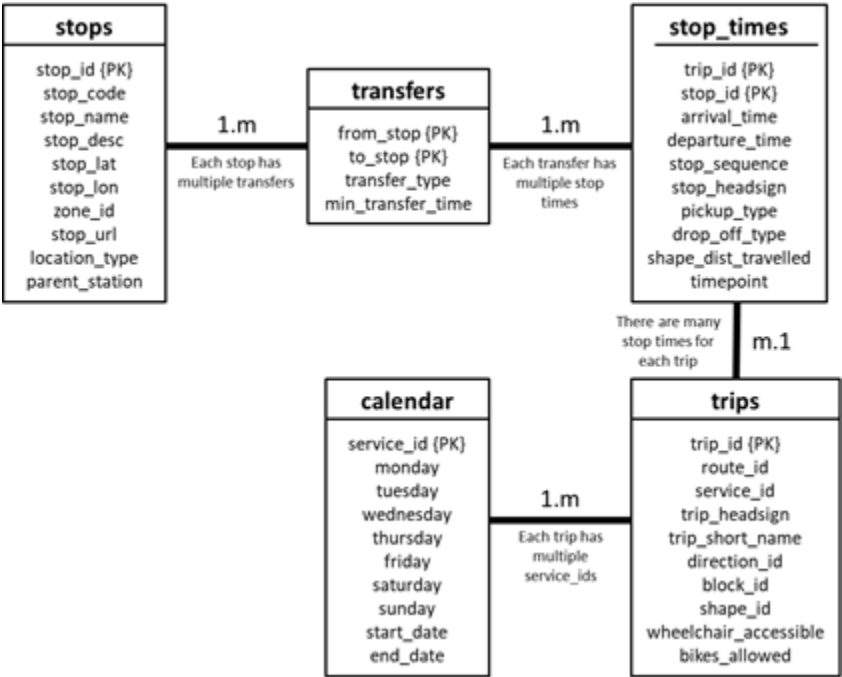 stops
stop_id {PK}
stop_code
stop_name
stop_desc
stop_lat
stop_lon
zone_id
stop_url
location_type
parent_station
1.m
Each stop has
multiple transfers
transfers
from_stop {PK}
to_stop {PK}
transfer_type
min_transfer_time
1.m
Each transfer has
multiple stop
times
stop_times
trip_id {PK}
stop_id {PK}
arrival_time
departure_time
stop_sequence
stop_headsign
pickup_type
drop_off_type
shape_dist_travelled
timepoint
There are many
stop times for
each trip
m.1
calendar
service_id {PK}
monday
tuesday
wednesday
thursday
friday
saturday
sunday
start_date
end_date
1.m
Each trip has
multiple
service_ids
trips
trip_id {PK}
route_id
service_id
trip_headsign
trip_short_name
direction_id
block_id
shape_id
wheelchair_accessible
bikes_allowed